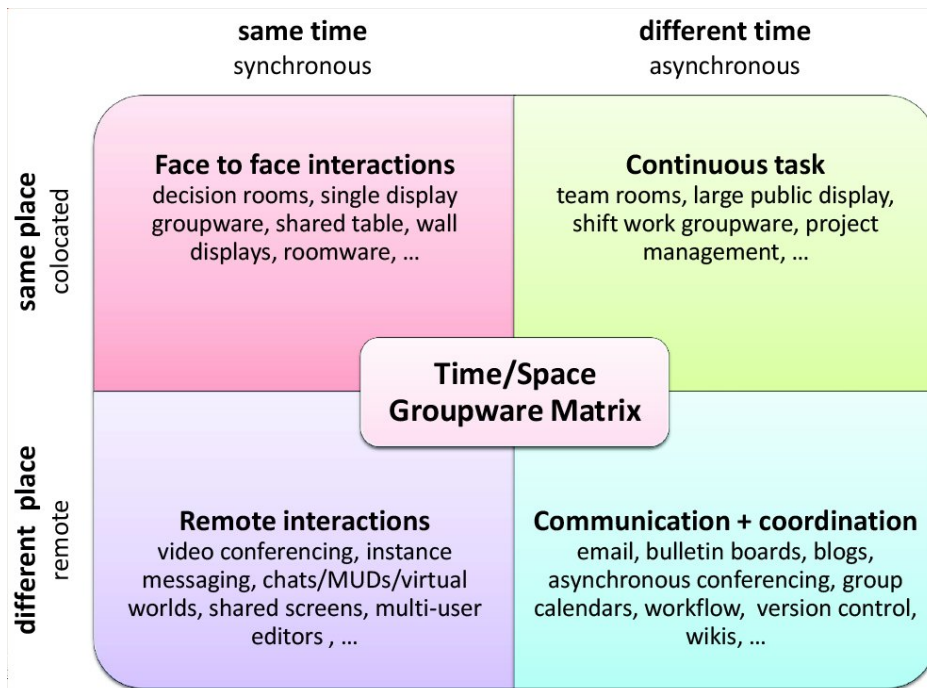 same time
synchronous
different time
asynchronous
same place
colocated
Face to face interactions
decision rooms, single display
groupware, shared table, wall
displays, roomware, ...
Continuous task
team rooms, large public display,
shift work groupware, project
management, ...
Time/Space
Groupware Matrix
different place
remote
Remote interactions
video conferencing, instance
messaging, chats/MUDs/virtual
worlds, shared screens, multi-user
editors , ...
Communication + coordination
email, bulletin boards, blogs,
asynchronous conferencing, group
calendars, workflow, version control,
wikis, ...